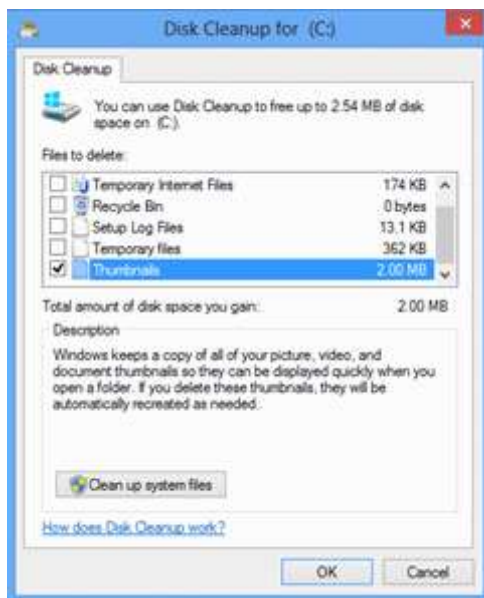 Disk Cleanup for (C:)
Disk Cleanup
You can use Disk Cleanup to free up to 2.54 MB of disk
space on (C:).
Files to delete:
Temporary Internet Files 174 KB
Recycle Bin 0 bytes
Setup Log Files 13.1 KB
Temporary files 362 KB
Thumbnails 2.00 MB
Total amount of disk space you gain: 2.00 MB
Description
Windows keeps a copy of all of your picture, video, and
document thumbnails so they can be displayed quickly when you
open a folder. If you delete these thumbnails, they will be
automatically recreated as needed.
Clean up system files
How does Disk Cleanup work?
OK Cancel